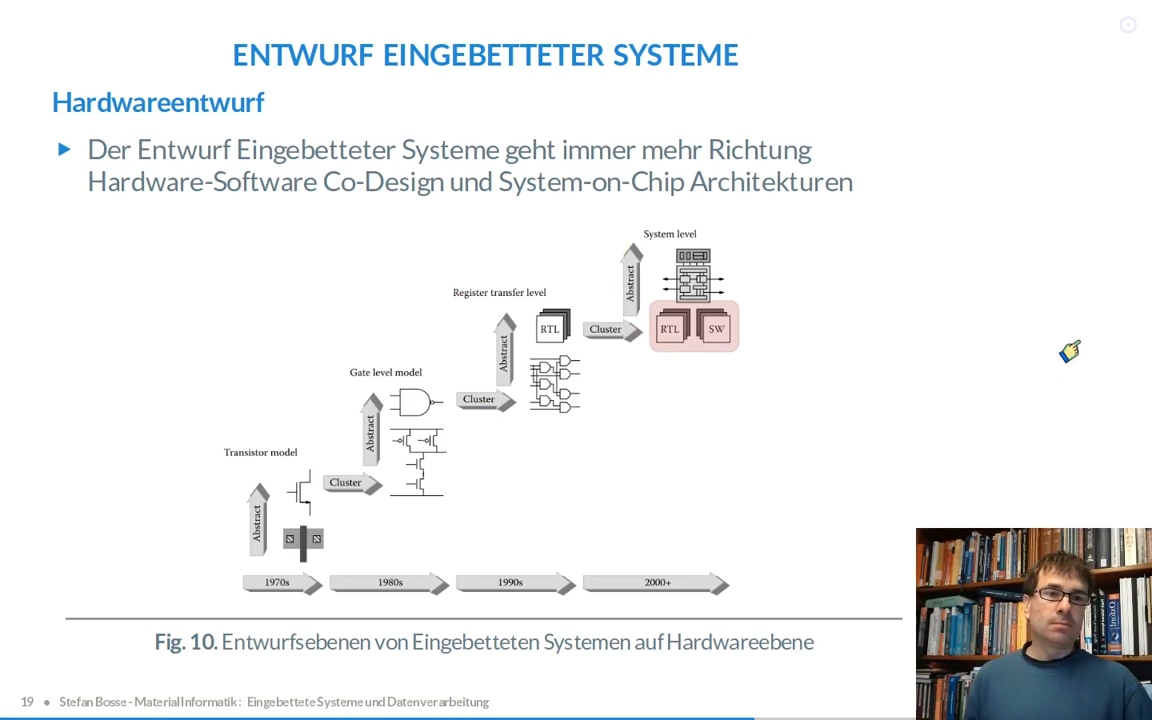 ENTWURF EINGEBETTETER SYSTEME
Hardwareentwurf
Der Entwurf Eingebetteter Systeme geht immer mehr Richtung
Hardware-Software Co-Design und System-on-Chip Architekturen
System level
Abstract
Register transfer level
RTL
Cluster
RTL
SW
Abstract
Gate level model
Cluster
Abstract
Transistor model
Cluster
Abstract
1970s
1980s
1990s
2000+
Fig. 10. Entwurfsebenen von Eingebetteten Systemen auf Hardwareebene
19 ● Stefan Bosse - Material Informatik : Eingebettete Systeme und Datenverarbeitung